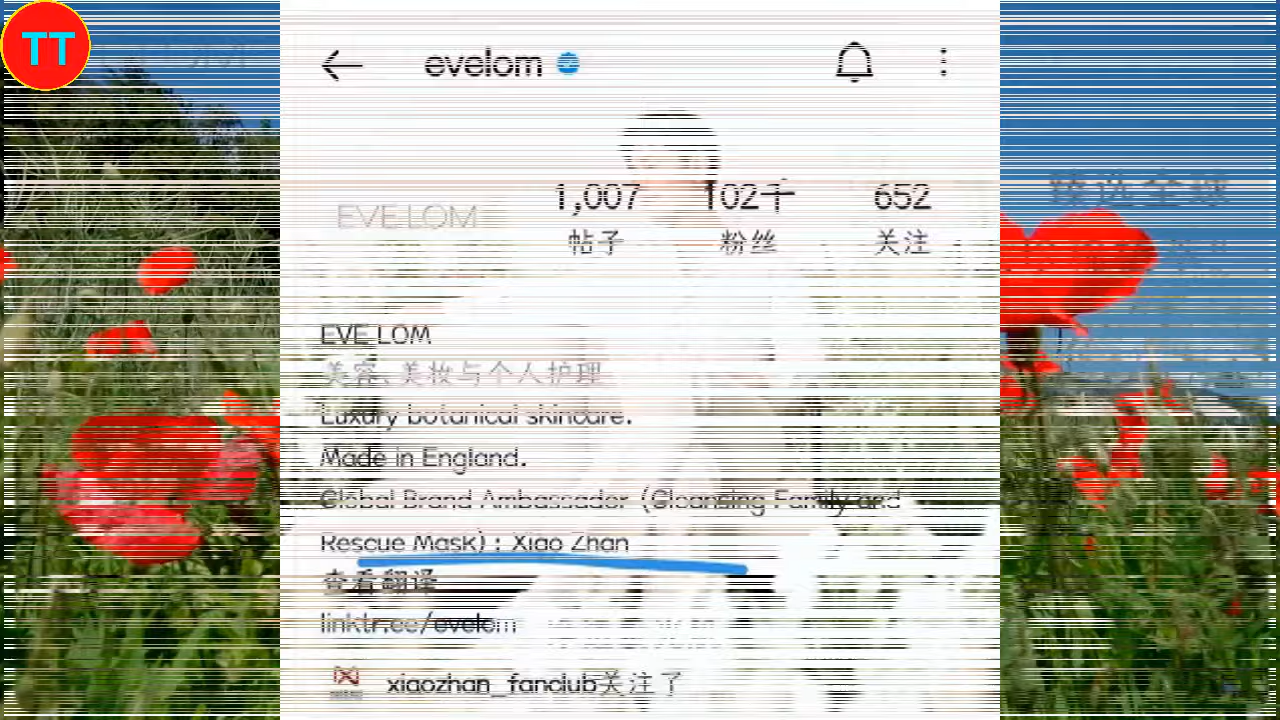 TT
evelom
1,007 102千 652
帖子 粉丝 关注
EVE LOM
EVE LOM
美容、美妆与个人护理
Luxury botanical skincare.
Made in England.
Global Brand Ambassador (Cleansing Family and
Rescue Mask) : Xiao Zhan
查看翻译
linktr.ee/evelom
xiaozhan_fanclub关注了
臻选全球